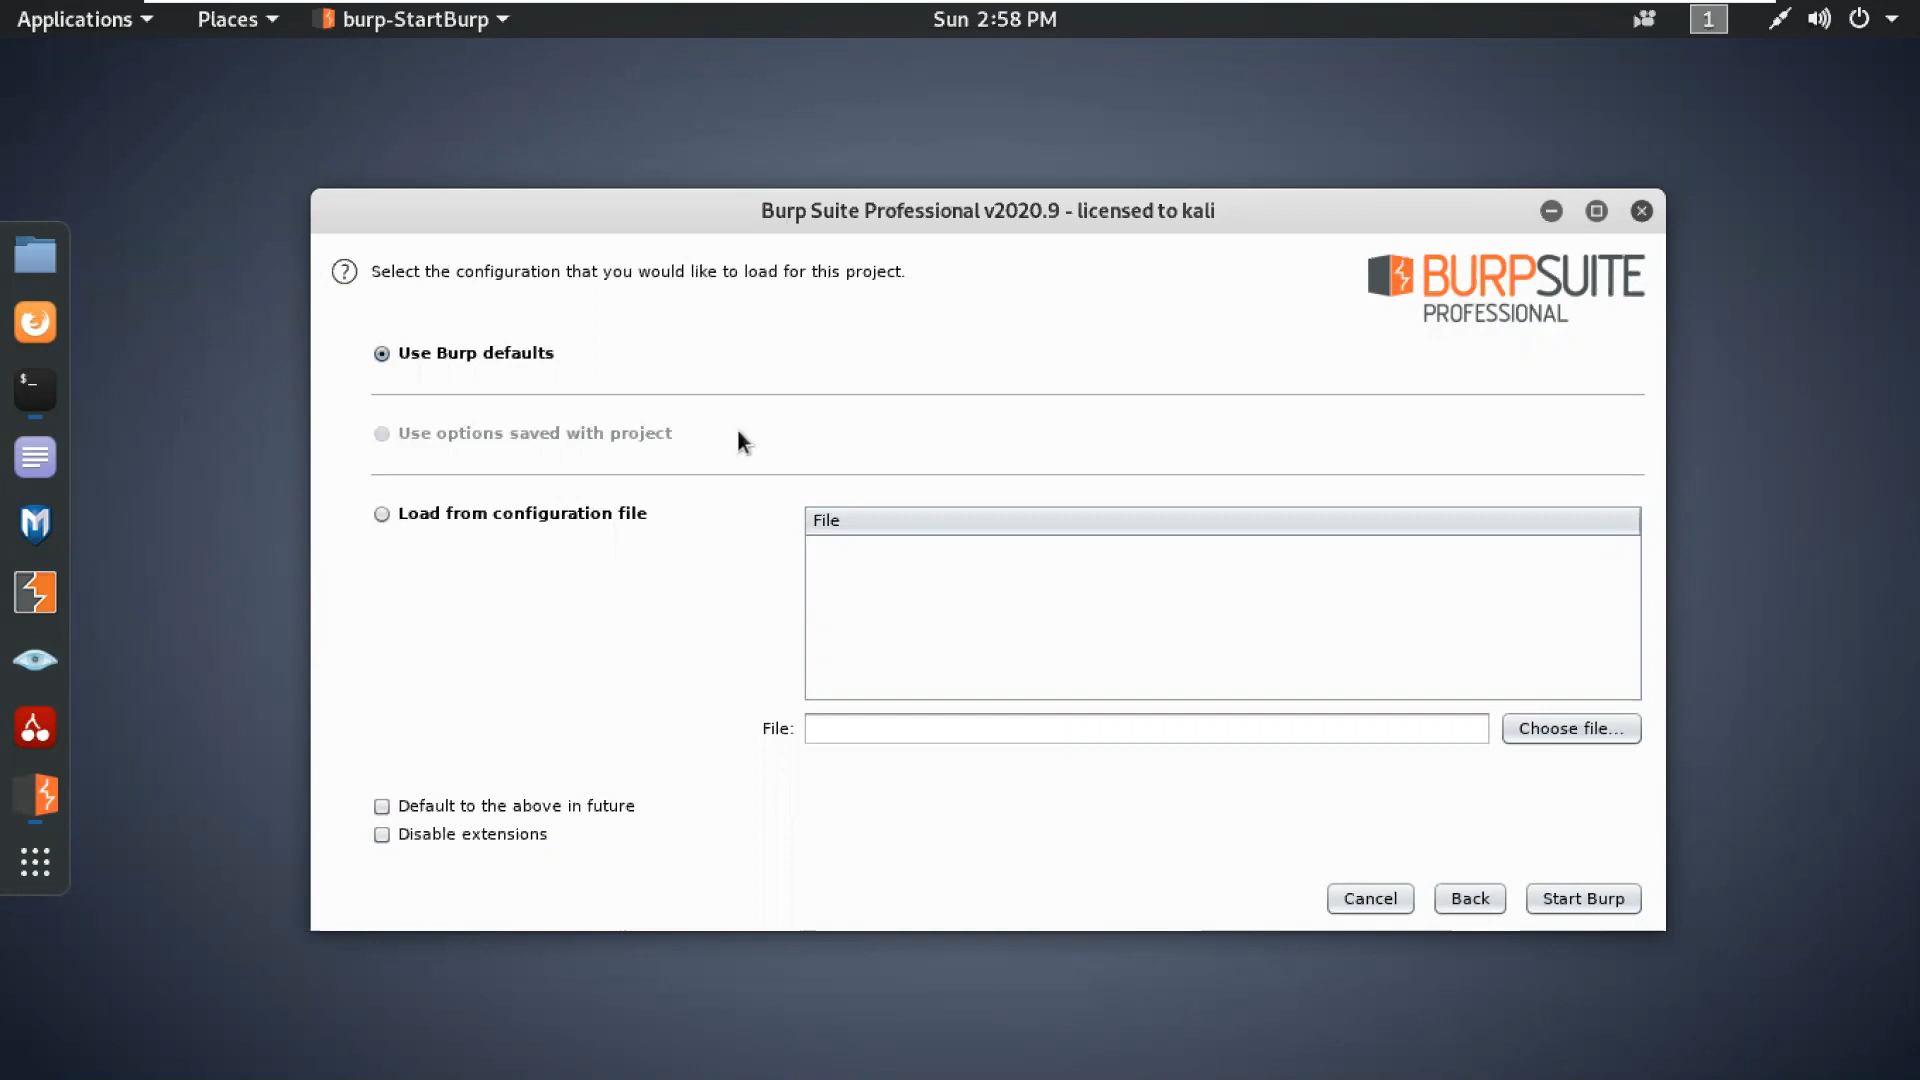 Applications Places burp-StartBurp Sun 2:58 PM 1
Burp Suite Professional v2020.9 - licensed to kali
Select the configuration that you would like to load for this project.
BURPSUITE
PROFESSIONAL
Use Burp defaults
Use options saved with project
Load from configuration file
File
File:
Choose file...
Default to the above in future
Disable extensions
Cancel Back Start Burp
$_